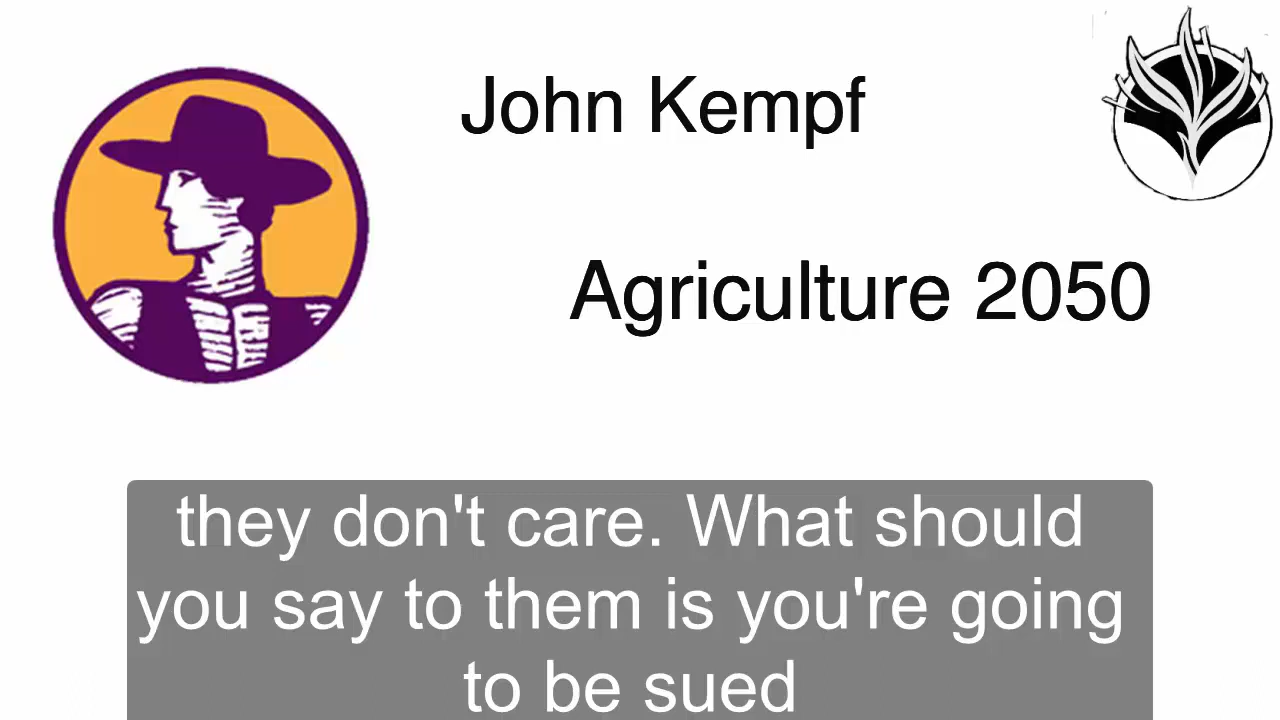 John Kempf
Agriculture 2050
they don't care. What should
you say to them is you're going
to be sued